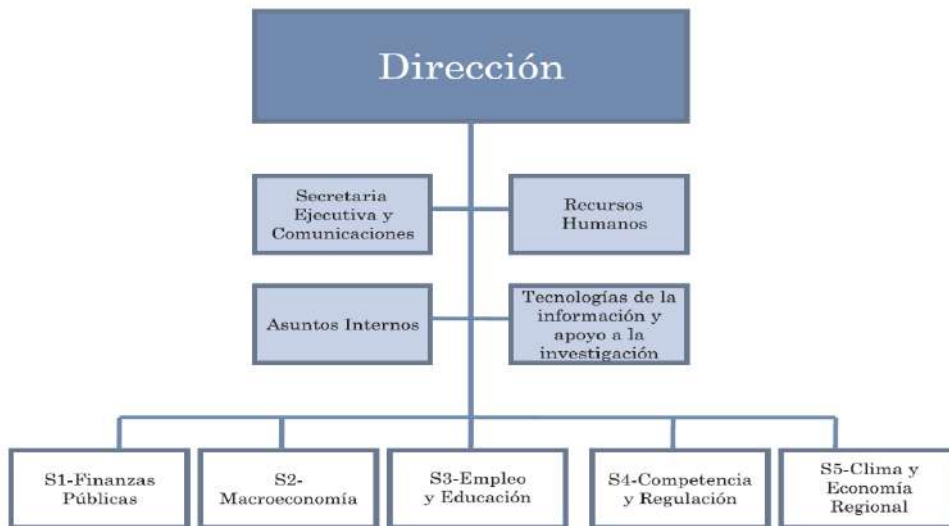 Dirección
Secretaria
Ejecutiva y
Comunicaciones
Recursos
Humanos
Asuntos Internos
Tecnologías de la
información y
apoyo a la
investigación
S1-Finanzas
Públicas
S2-
Macroeconomía
S3-Empleo
y Educación
S4-Competencia
y Regulación
S5-Clima y
Economía
Regional